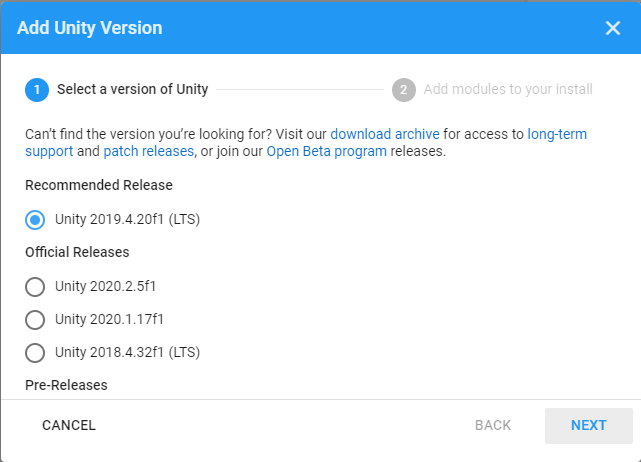 Add Unity Version
1 Select a version of Unity 2 Add modules to your install
Can't find the version you're looking for? Visit our download archive for access to long-term
support and patch releases, or join our Open Beta program releases.
Recommended Release
Unity 2019.4.20f1 (LTS)
Official Releases
Unity 2020.2.5f1
Unity 2020.1.17f1
Unity 2018.4.32f1 (LTS)
Pre-Releases
CANCEL BACK NEXT